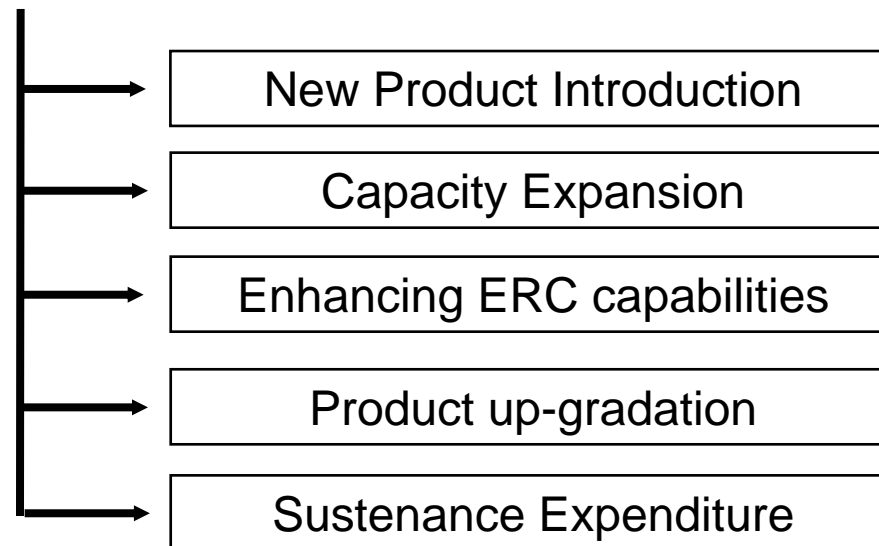 New Product Introduction
Capacity Expansion
Enhancing ERC capabilities
Product up-gradation
Sustenance Expenditure